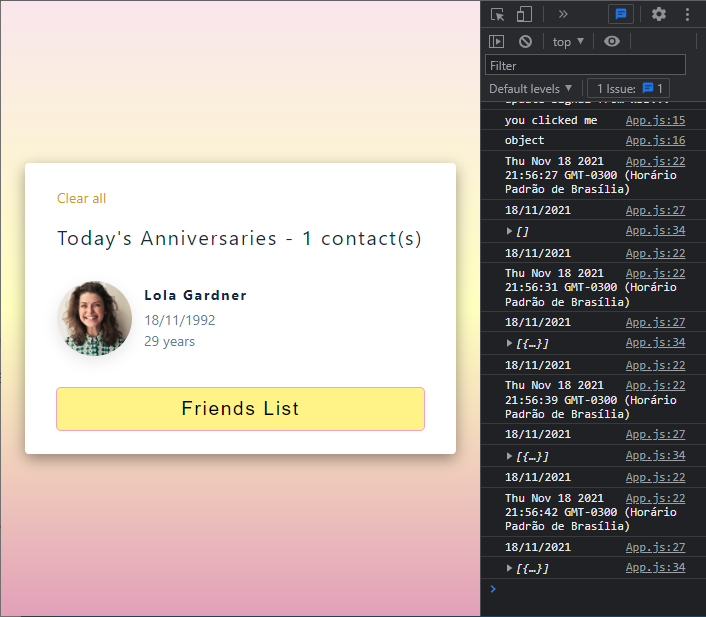 Clear all
Today's Anniversaries - 1 contact(s)
Lola Gardner
18/11/1992
29 years
Friends List
top ▼
Filter
Default levels ▼
1 Issue: 1
you clicked me App.js:15
object App.js:16
Thu Nov 18 2021 App.js:22
21:56:27 GMT-0300 (Horário
Padrão de Brasília)
18/11/2021 App.js:27
▶[] App.js:34
18/11/2021 App.js:22
Thu Nov 18 2021 App.js:22
21:56:31 GMT-0300 (Horário
Padrão de Brasília)
18/11/2021 App.js:27
▶[{…}] App.js:34
18/11/2021 App.js:22
Thu Nov 18 2021 App.js:22
21:56:39 GMT-0300 (Horário
Padrão de Brasília)
18/11/2021 App.js:27
▶[{…}] App.js:34
18/11/2021 App.js:22
Thu Nov 18 2021 App.js:22
21:56:42 GMT-0300 (Horário
Padrão de Brasília)
18/11/2021 App.js:27
▶[{…}] App.js:34